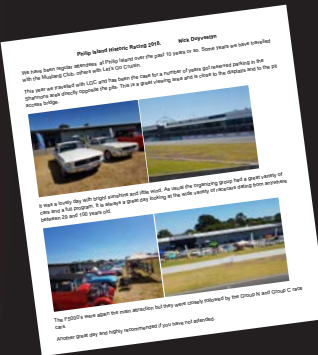 Philip Island Historic Racing 2018. Nick Doyveston
We have been regular attendees at Philip Island over the past 10 years or so. Some years we have travelled
with the Mustang Club, others with Let's Go Cruisin.
This year we travelled with LGC and has been the case for a number of years got reserved parking in the
Shannons area directly opposite the pits. This is a great viewing area and is close to the displays and to the pit
access bridge.
It was a lovely day with bright sunshine and little wind. As usual the organizing group had a great variety of
cars and a full program. It is always a great day looking at the wide variety of racecars dating from anywhere
between 20 and 100 years old.
The F5000's were again the main attraction but they were closely followed by the Group N and Group C race
cars.
Another great day and highly recommended if you have not attended.